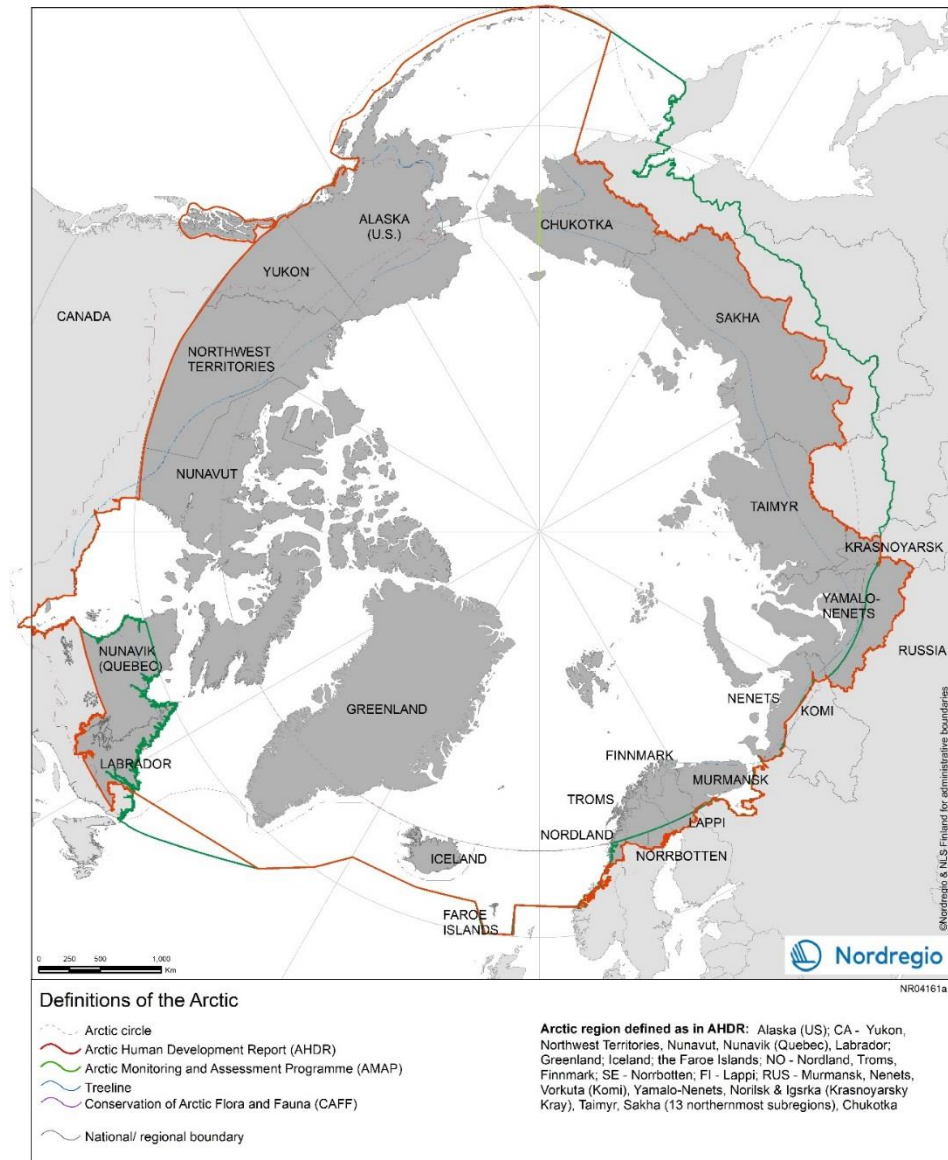 ALASKA
(U.S.)
CHUKOTKA
YUKON
CANADA
SAKHA
NORTHWEST
TERRITORIES
NUNAVUT
TAIMYR
KRASNOYARSK
YAMALO-
NENETS
RUSSIA
NUNAVIK
(QUEBEC)
NENETS
KOMI
GREENLAND
FINNMARK
LABRADOR
MURMANSK
TROMS
LAPPI
NORDLAND
NORRBOTTEN
ICELAND
FAROE
ISLANDS
©Nordregio & NLS Finland for administrative boundaries
0 250 500 1,000
Km
Nordregio
NR04161a
Definitions of the Arctic
Arctic circle
Arctic Human Development Report (AHDR)
Arctic Monitoring and Assessment Programme (AMAP)
Treeline
Conservation of Arctic Flora and Fauna (CAFF)
National/ regional boundary
Arctic region defined as in AHDR: Alaska (US); CA - Yukon,
Northwest Territories, Nunavut, Nunavik (Quebec), Labrador;
Greenland; Iceland; the Faroe Islands; NO - Nordland, Troms,
Finnmark; SE - Norrbotten; FI - Lappi; RUS - Murmansk, Nenets,
Vorkuta (Komi), Yamalo-Nenets, Norilsk & Igsrka (Krasnoyarsky
Kray), Taimyr, Sakha (13 northernmost subregions), Chukotka